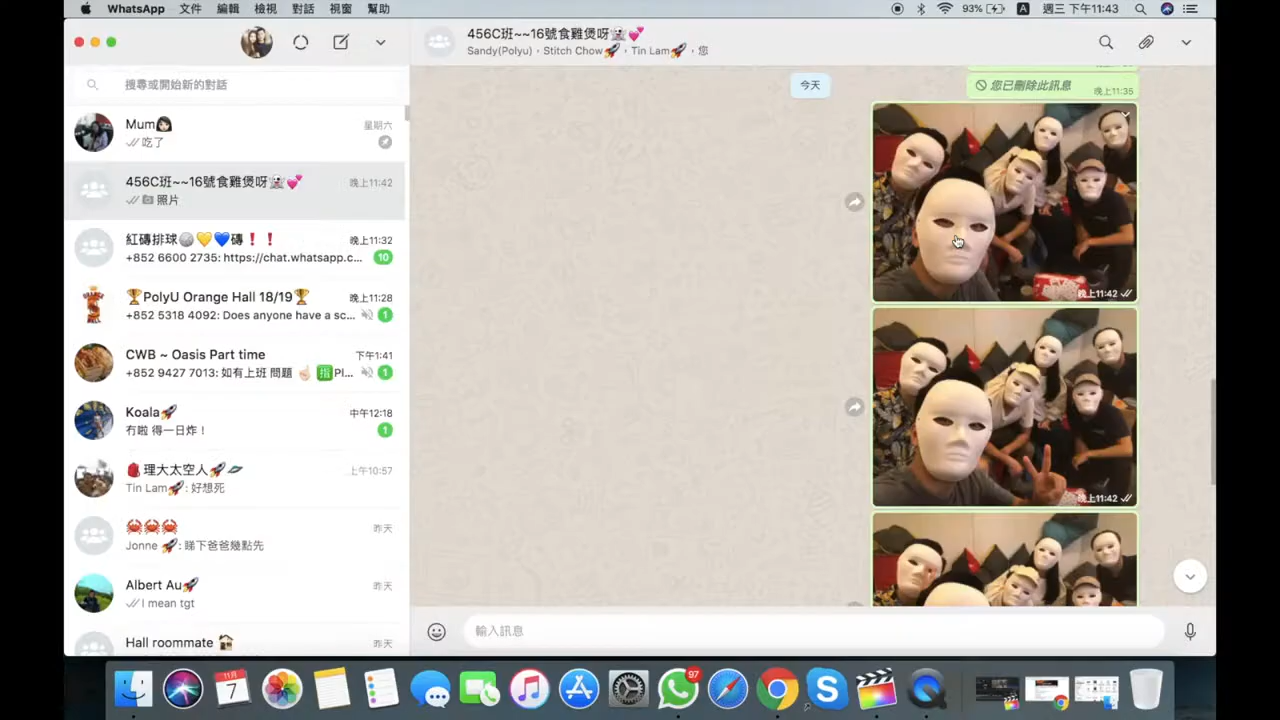 WhatsApp 文件 編輯 檢視 對話 視窗 幫助 93% A 週三 下午11:43
456C班~~16號食雞煲呀👻💕
Sandy(Polyu)、Stitch Chow🚀、Tin Lam🚀、您
搜尋或開始新的對話
Mum👩🏻 星期六
吃了
456C班~~16號食雞煲呀👻💕 晚上11:42
照片
紅磚排球🏐💛💙磚❗❗ 晚上11:32
+852 6600 2735: https://chat.whatsapp.c... 10
🏆PolyU Orange Hall 18/19🏆 晚上11:28
+852 5318 4092: Does anyone have a sc... 1
CWB ~ Oasis Part time 下午1:41
+852 9427 7013: 如有上班 問題 ☝🏻 指Pl... 1
Koala🚀 中午12:18
冇啦 得一日炸！ 1
🎒理大太空人🚀🪐 上午10:57
Tin Lam🚀: 好想死
🦀🦀🦀 昨天
Jonne 🚀: 睇下爸爸幾點先
Albert Au🚀 昨天
I mean tgt
Hall roommate 🏠 昨天
今天
您已刪除此訊息 晚上11:35
晚上11:42
晚上11:42
輸入訊息
11月
7
97